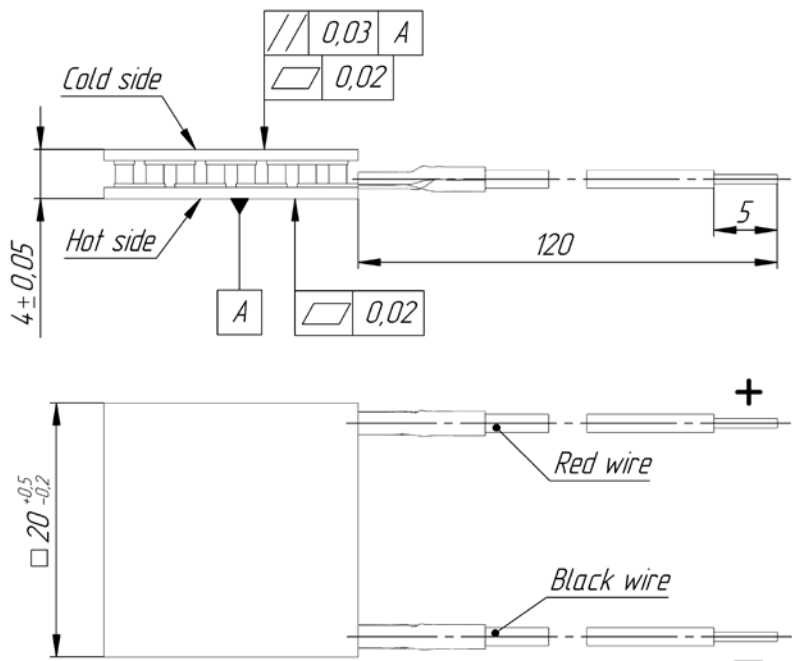 // 0,03 A
▱ 0,02
Cold side
4±0,05
Hot side
5
120
A
▱ 0,02
+
□20 +0,5 -0,2
Red wire
Black wire